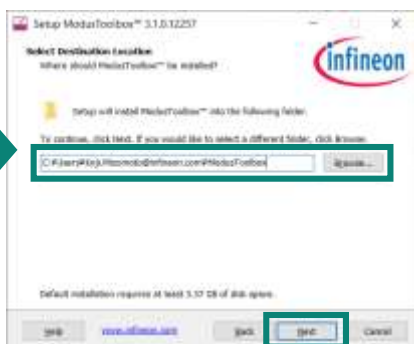 Setup ModusToolbox™ 3.1.0.12257
Select Destination Location
Where should ModusToolbox™ be installed?
infineon
Setup will install ModusToolbox™ into the following folder.
To continue, click Next. If you would like to select a different folder, click Browse.
Browse...
Default installation requires at least 5.37 GB of disk space.
Help
www.infineon.com
Back
Next
Cancel